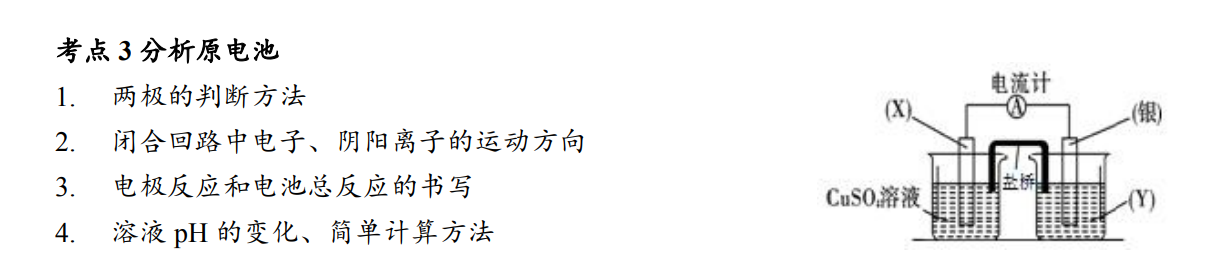 考点 3 分析原电池
1. 两极的判断方法
2. 闭合回路中电子、阴阳离子的运动方向
3. 电极反应和电池总反应的书写
4. 溶液 pH 的变化、简单计算方法
电流计
(X)
A
(银)
盐桥
CuSO₄溶液
(Y)